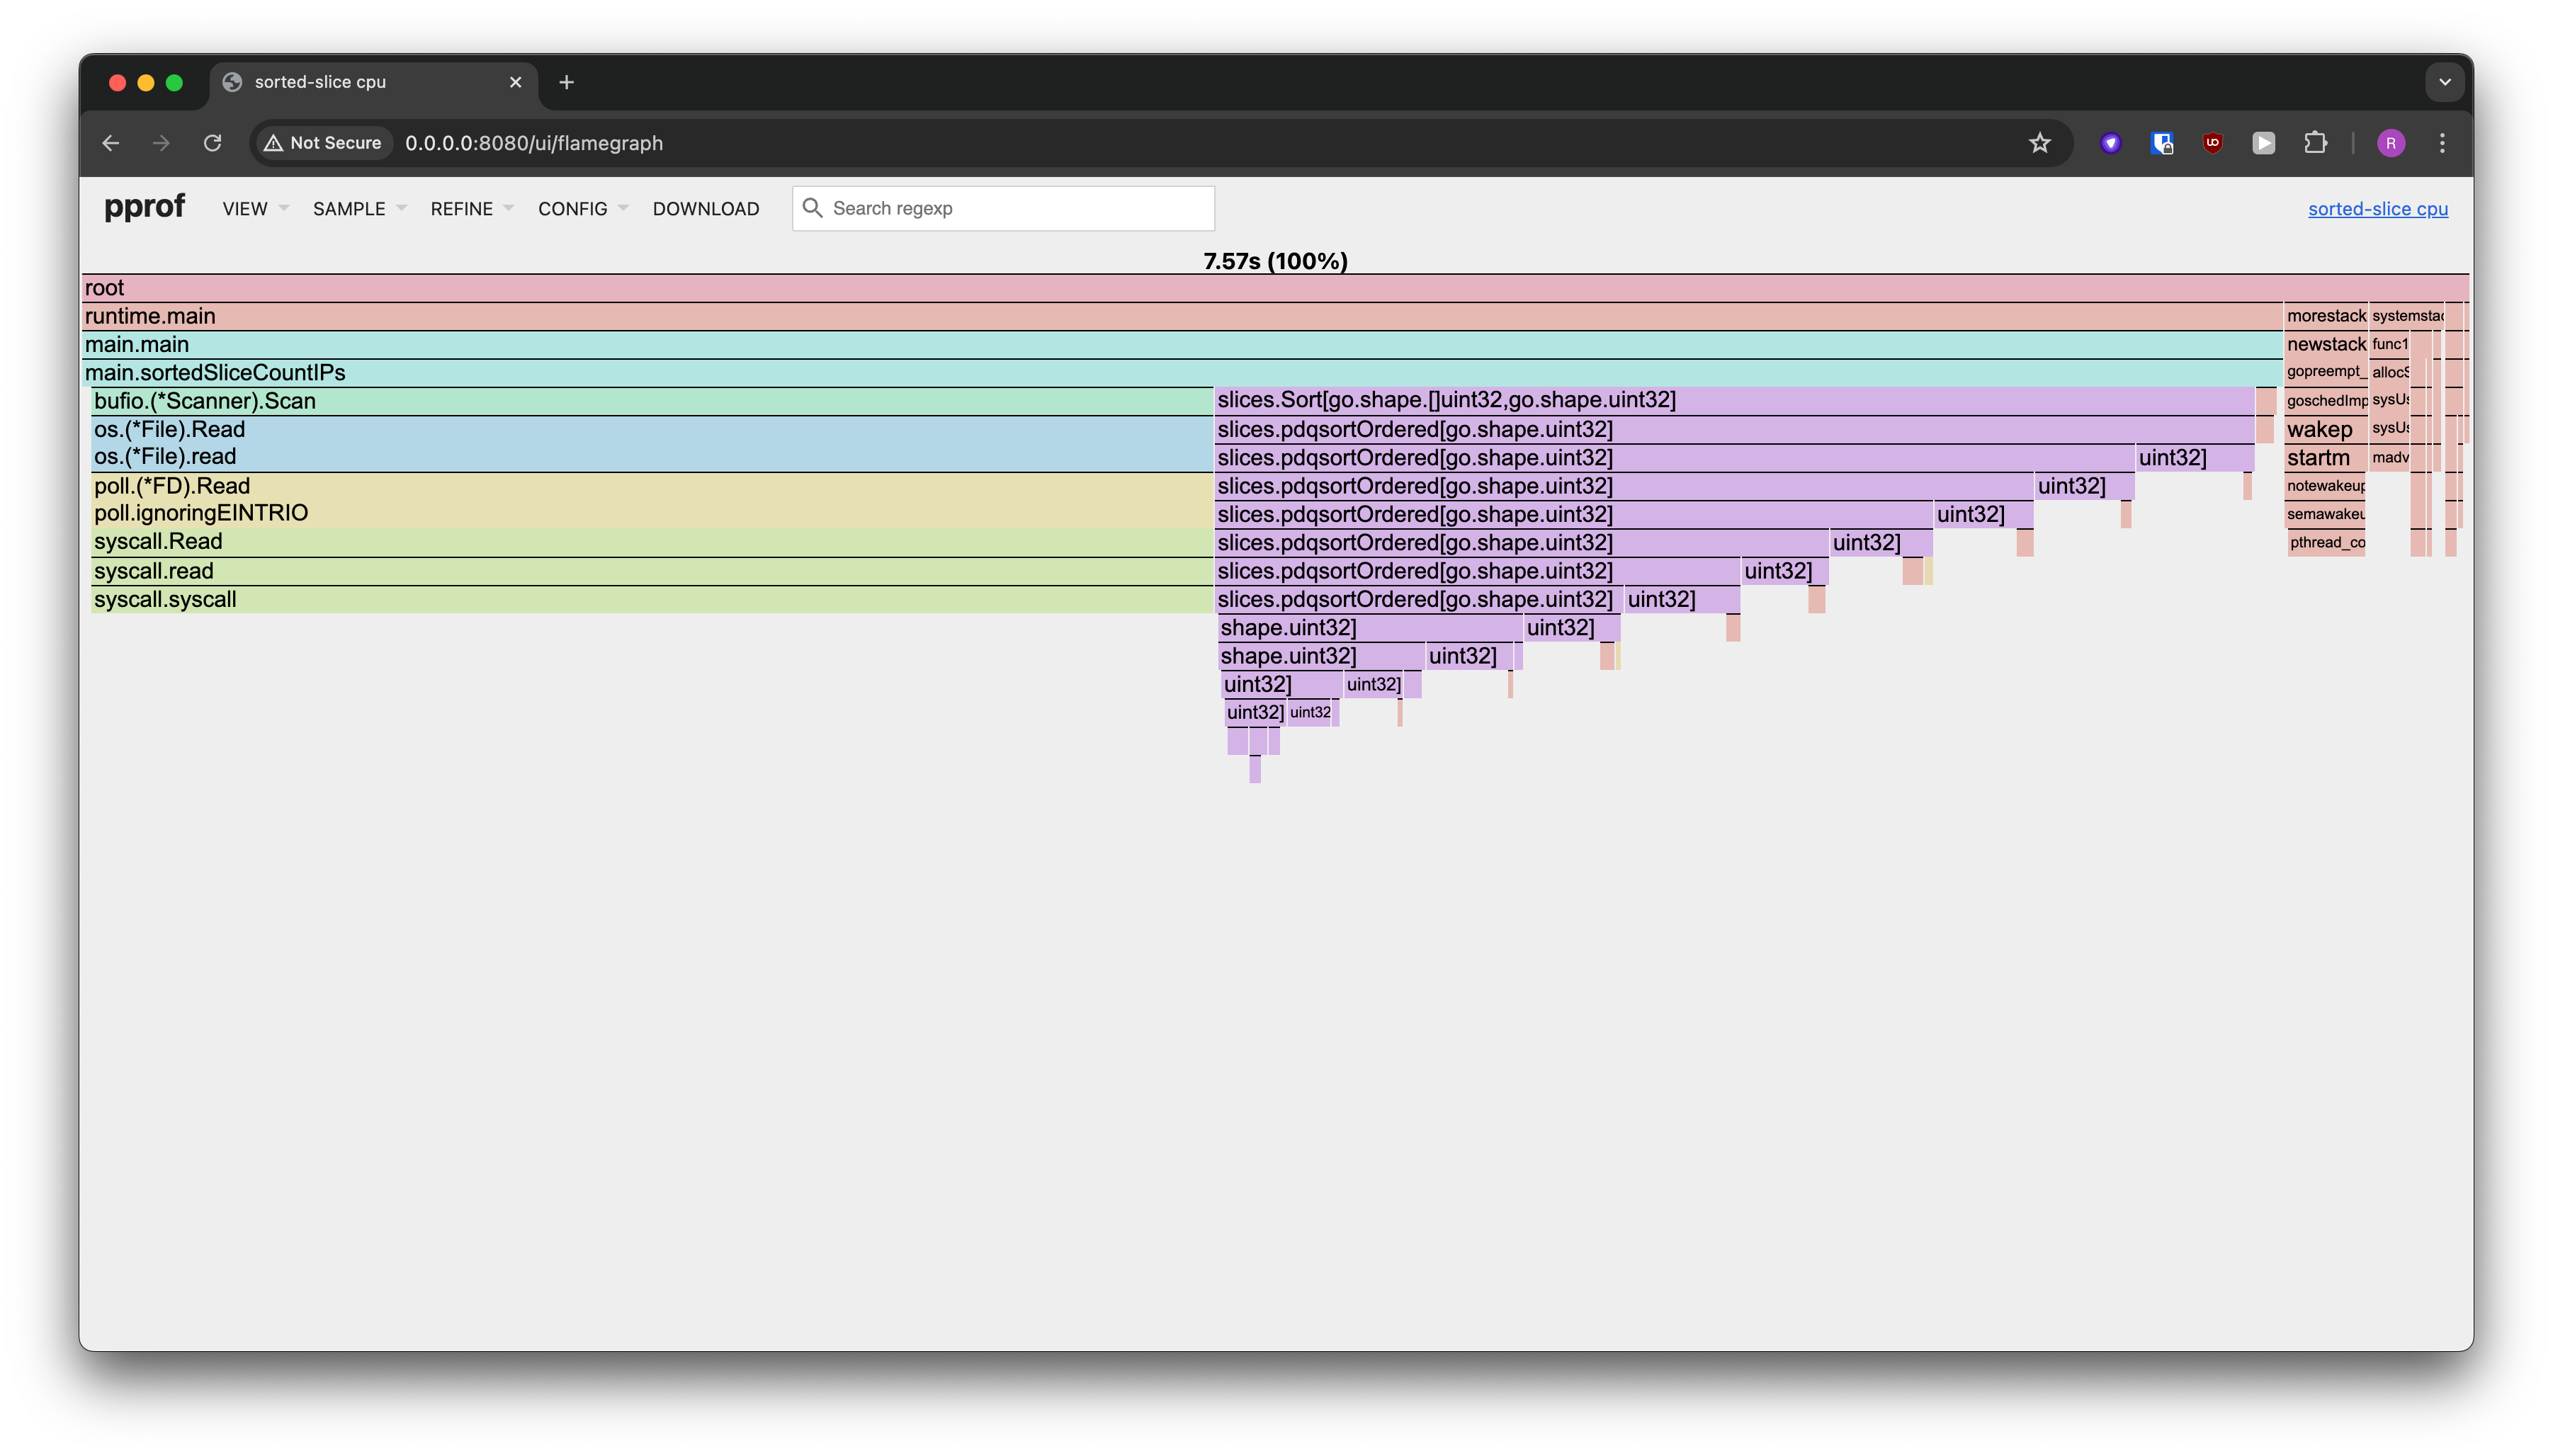 sorted-slice cpu
Not Secure 0.0.0.0:8080/ui/flamegraph R
pprof VIEW SAMPLE REFINE CONFIG DOWNLOAD Search regexp sorted-slice cpu
7.57s (100%)
root
runtime.main morestack systemstac
main.main newstack func1
main.sortedSliceCountIPs gopreempt_ allocS
bufio.(*Scanner).Scan slices.Sort[go.shape.[]uint32,go.shape.uint32] goschedImp sysUs
os.(*File).Read slices.pdqsortOrdered[go.shape.uint32] wakep sysUs
os.(*File).read slices.pdqsortOrdered[go.shape.uint32] uint32] startm madv
poll.(*FD).Read slices.pdqsortOrdered[go.shape.uint32] uint32] notewakeup
poll.ignoringEINTRIO slices.pdqsortOrdered[go.shape.uint32] uint32] semawakeu
syscall.Read slices.pdqsortOrdered[go.shape.uint32] uint32] pthread_co
syscall.read slices.pdqsortOrdered[go.shape.uint32] uint32]
syscall.syscall slices.pdqsortOrdered[go.shape.uint32] uint32]
shape.uint32] uint32]
shape.uint32] uint32]
uint32] uint32]
uint32] uint32